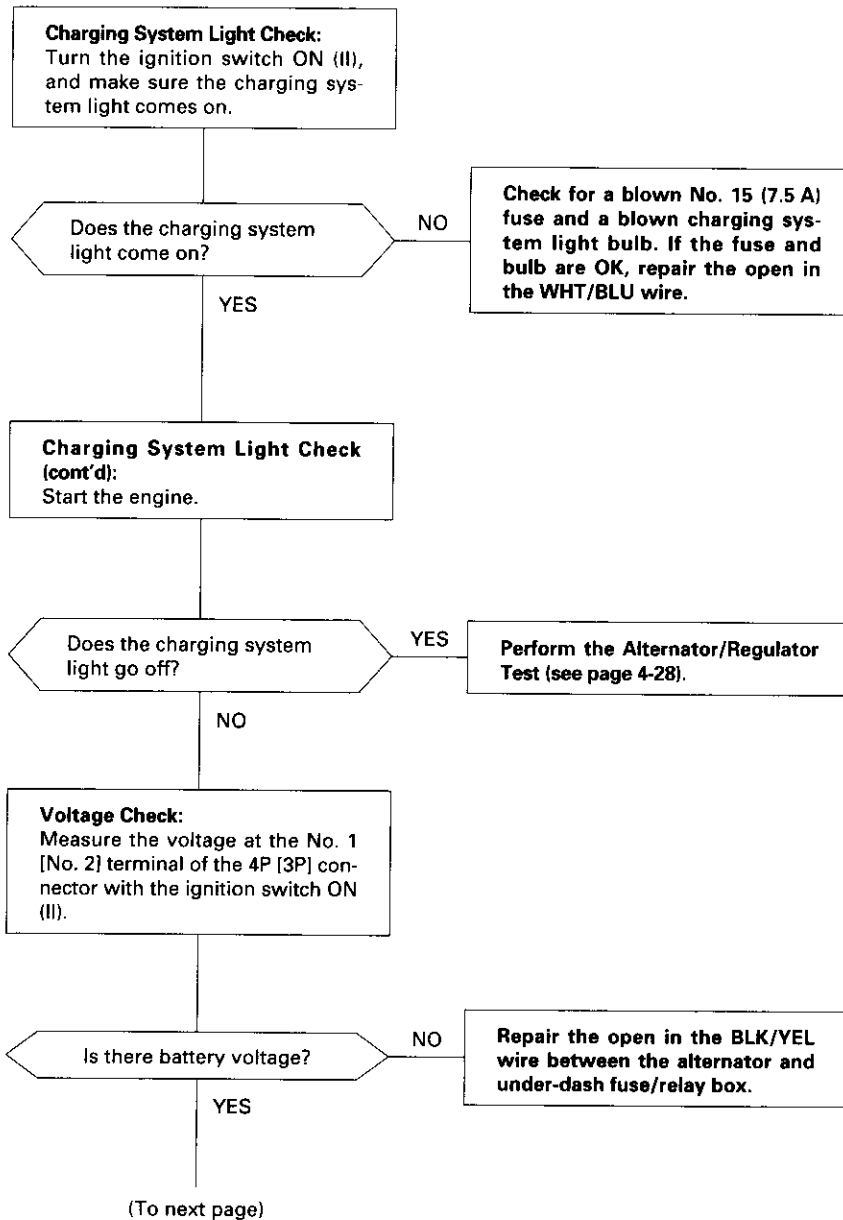 Charging System Light Check:
Turn the ignition switch ON (II),
and make sure the charging sys-
tem light comes on.
Does the charging system
light come on?
NO
Check for a blown No. 15 (7.5 A)
fuse and a blown charging sys-
tem light bulb. If the fuse and
bulb are OK, repair the open in
the WHT/BLU wire.
YES
Charging System Light Check
(cont'd):
Start the engine.
Does the charging system
light go off?
YES
Perform the Alternator/Regulator
Test (see page 4-28).
NO
Voltage Check:
Measure the voltage at the No. 1
[No. 2] terminal of the 4P [3P] con-
nector with the ignition switch ON
(II).
Is there battery voltage?
NO
Repair the open in the BLK/YEL
wire between the alternator and
under-dash fuse/relay box.
YES
(To next page)